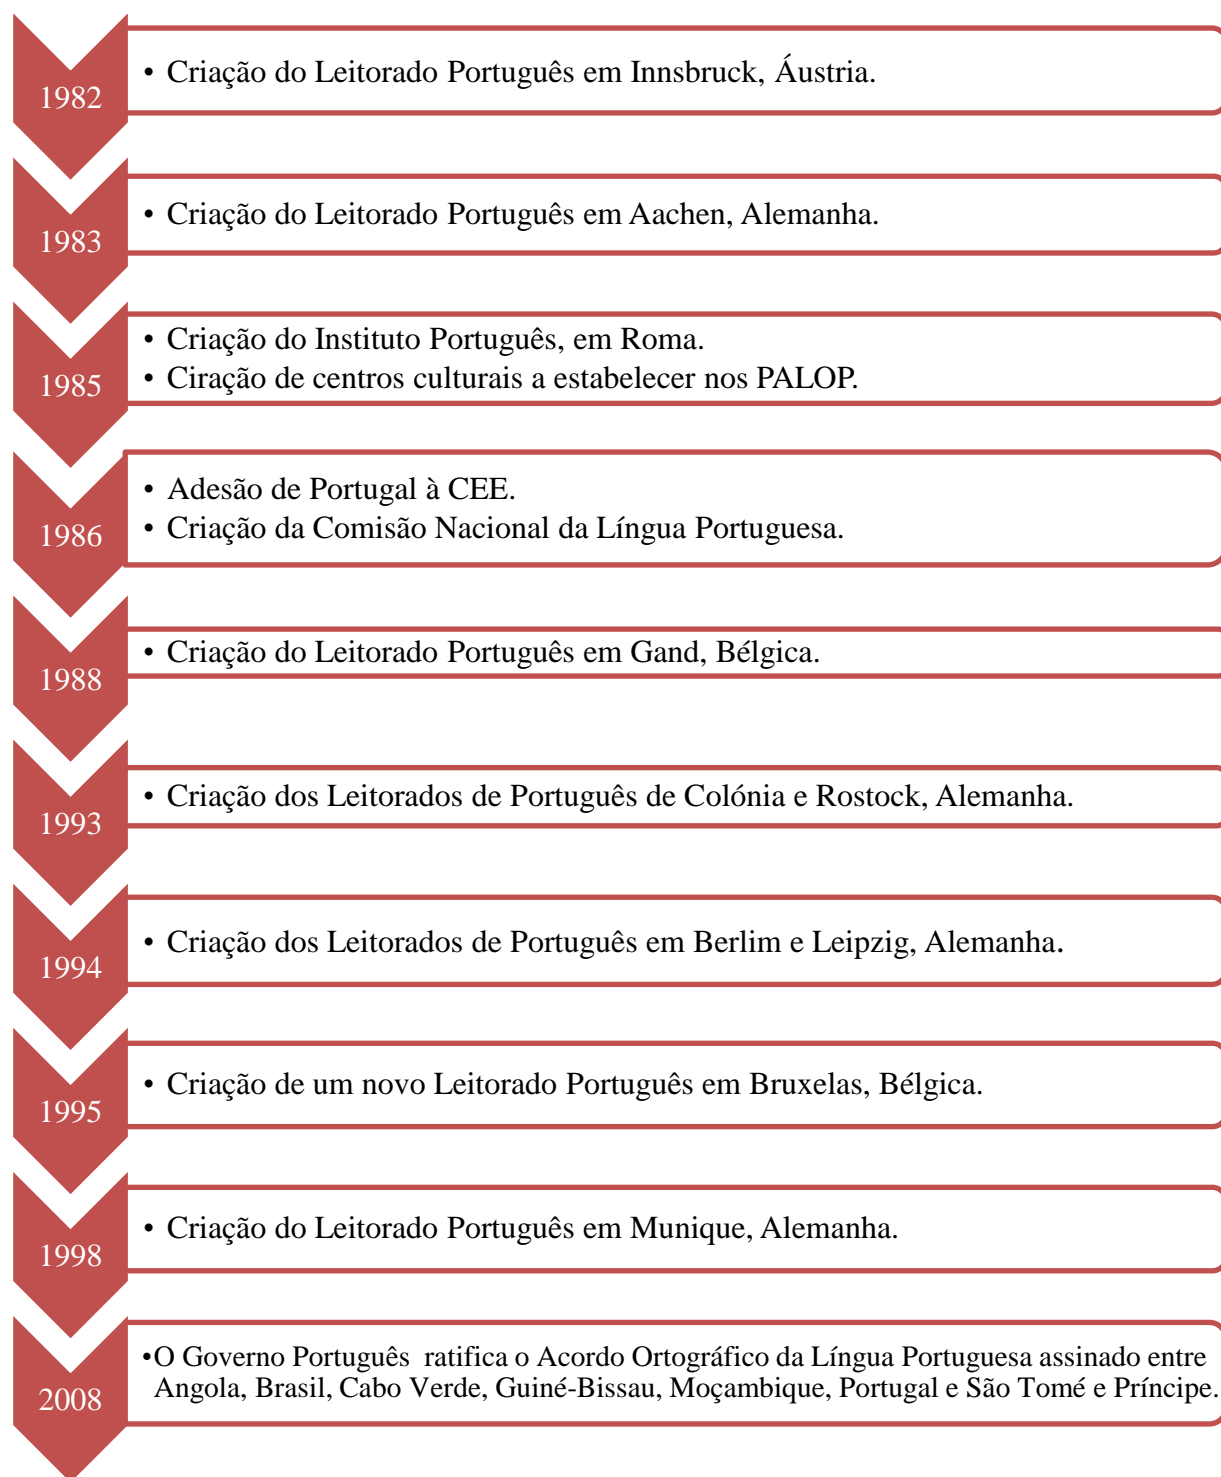 1982
• Criação do Leitorado Português em Innsbruck, Áustria.
1983
• Criação do Leitorado Português em Aachen, Alemanha.
1985
• Criação do Instituto Português, em Roma.
• Ciração de centros culturais a estabelecer nos PALOP.
1986
• Adesão de Portugal à CEE.
• Criação da Comisão Nacional da Língua Portuguesa.
1988
• Criação do Leitorado Português em Gand, Bélgica.
1993
• Criação dos Leitorados de Português de Colónia e Rostock, Alemanha.
1994
• Criação dos Leitorados de Português em Berlim e Leipzig, Alemanha.
1995
• Criação de um novo Leitorado Português em Bruxelas, Bélgica.
1998
• Criação do Leitorado Português em Munique, Alemanha.
2008
•O Governo Português ratifica o Acordo Ortográfico da Língua Portuguesa assinado entre
Angola, Brasil, Cabo Verde, Guiné-Bissau, Moçambique, Portugal e São Tomé e Príncipe.